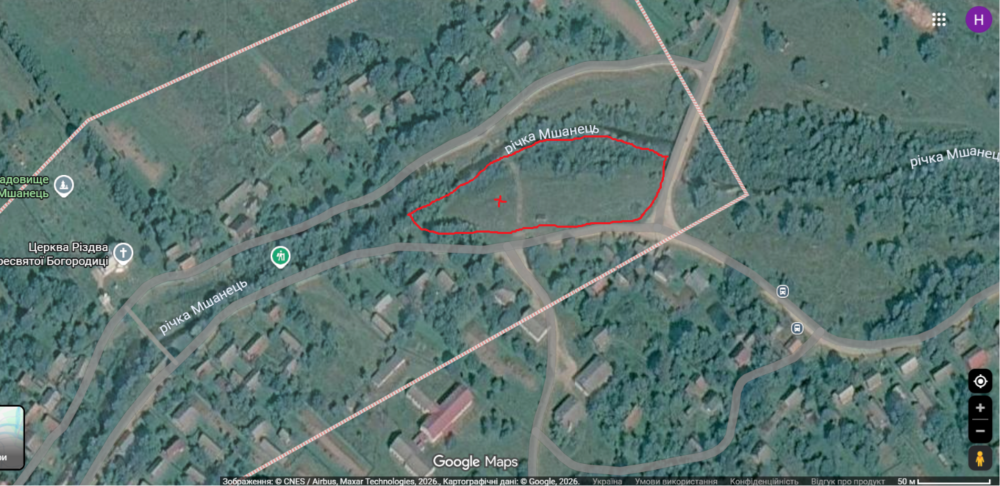 H
річка Мшанець
річка Мшанець
адовище
Мшанець
Церква Різдва
ресвятої Богородиці
річка Мшанець
ри
Google Maps
Зображення: © CNES / Airbus, Maxar Technologies, 2026., Картографічні дані: © Google, 2026. Україна Умови використання Конфіденційність Відгук про продукт 50 м